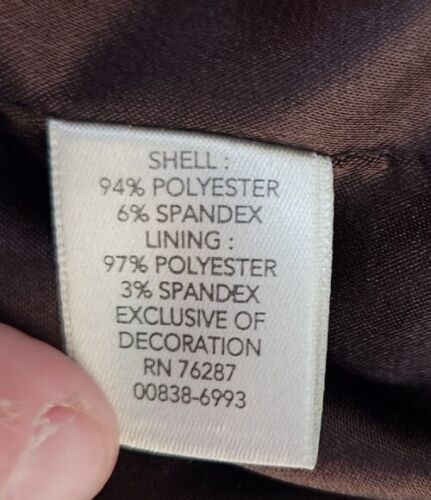 SHELL :
94% POLYESTER
6% SPANDEX
LINING :
97% POLYESTER
3% SPANDEX
EXCLUSIVE OF
DECORATION
RN 76287
00838-6993